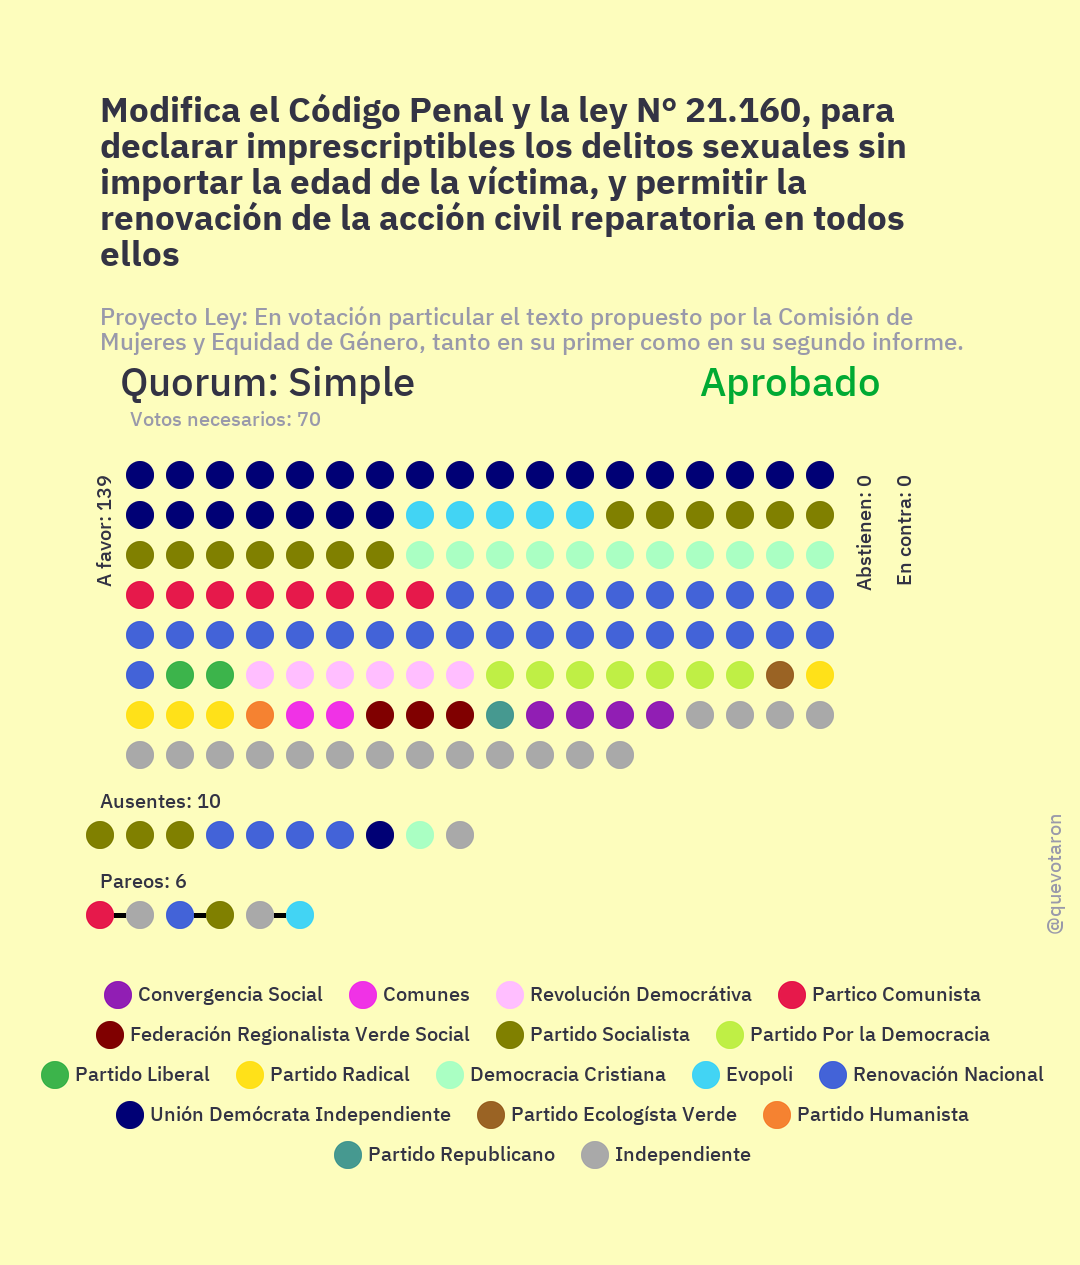 Modifica el Código Penal y la ley Nº 21.160, para
declarar imprescriptibles los delitos sexuales sin
importar la edad de la víctima, y permitir la
renovación de la acción civil reparatoria en todos
ellos
Proyecto Ley: En votación particular el texto propuesto por la Comisión de
Mujeres y Equidad de Género, tanto en su primer como en su segundo informe.
Quorum: Simple
Aprobado
Votos necesarios: 70
A favor: 139
Abstienen: 0
En contra: 0
Ausentes: 10
Pareos: 6
@quevotaron
Convergencia Social
Comunes
Revolución Democrátiva
Partico Comunista
Federación Regionalista Verde Social
Partido Socialista
Partido Por la Democracia
Partido Liberal
Partido Radical
Democracia Cristiana
Evopoli
Renovación Nacional
Unión Demócrata Independiente
Partido Ecologísta Verde
Partido Humanista
Partido Republicano
Independiente